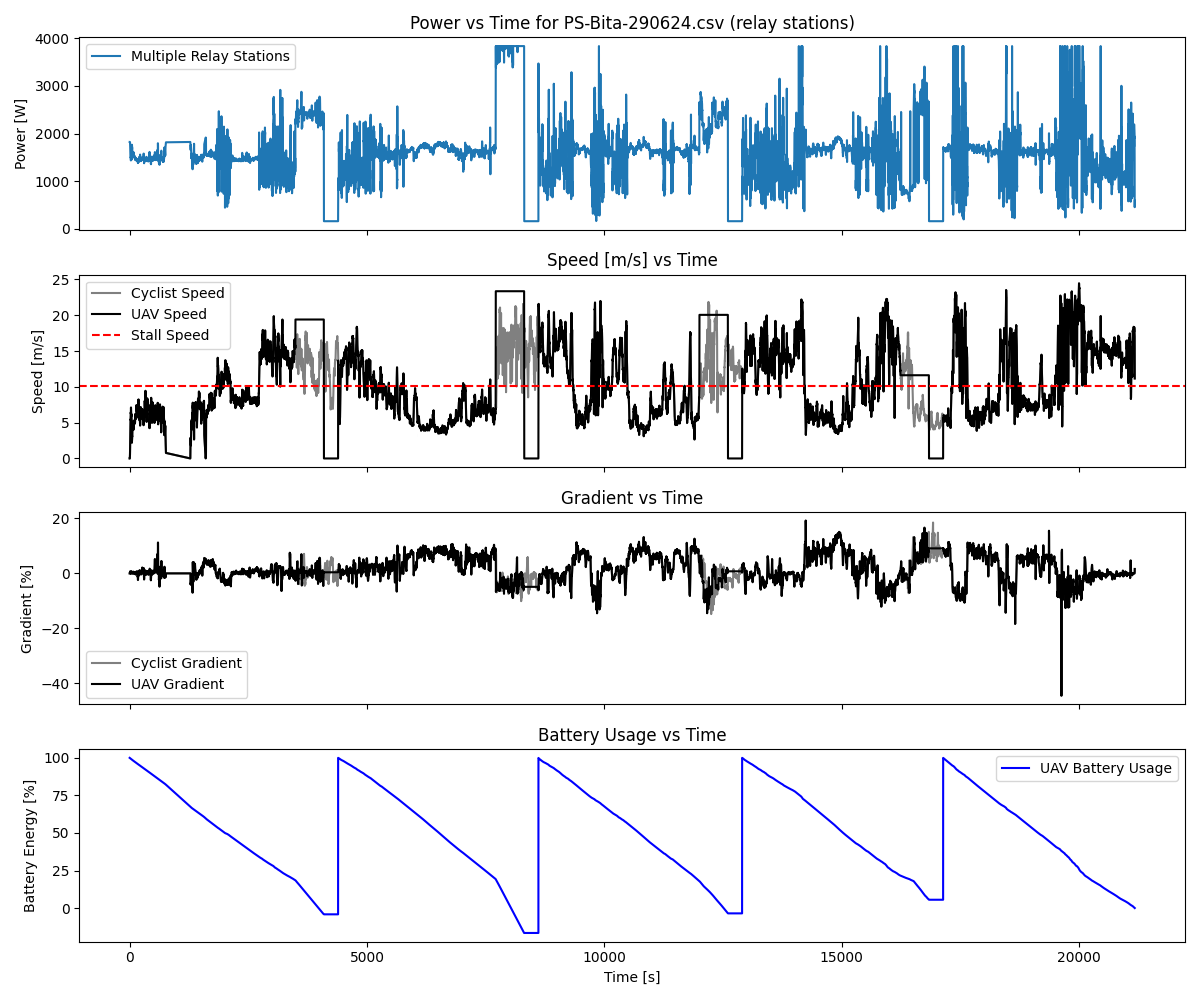 Power vs Time for PS-Bita-290624.csv (relay stations)
4000
3000
2000
1000
0
Power [W]
Multiple Relay Stations
Speed [m/s] vs Time
25
20
15
10
5
0
Speed [m/s]
Cyclist Speed
UAV Speed
Stall Speed
Gradient vs Time
20
0
−20
−40
Gradient [%]
Cyclist Gradient
UAV Gradient
Battery Usage vs Time
100
75
50
25
0
Battery Energy [%]
UAV Battery Usage
0 5000 10000 15000 20000
Time [s]